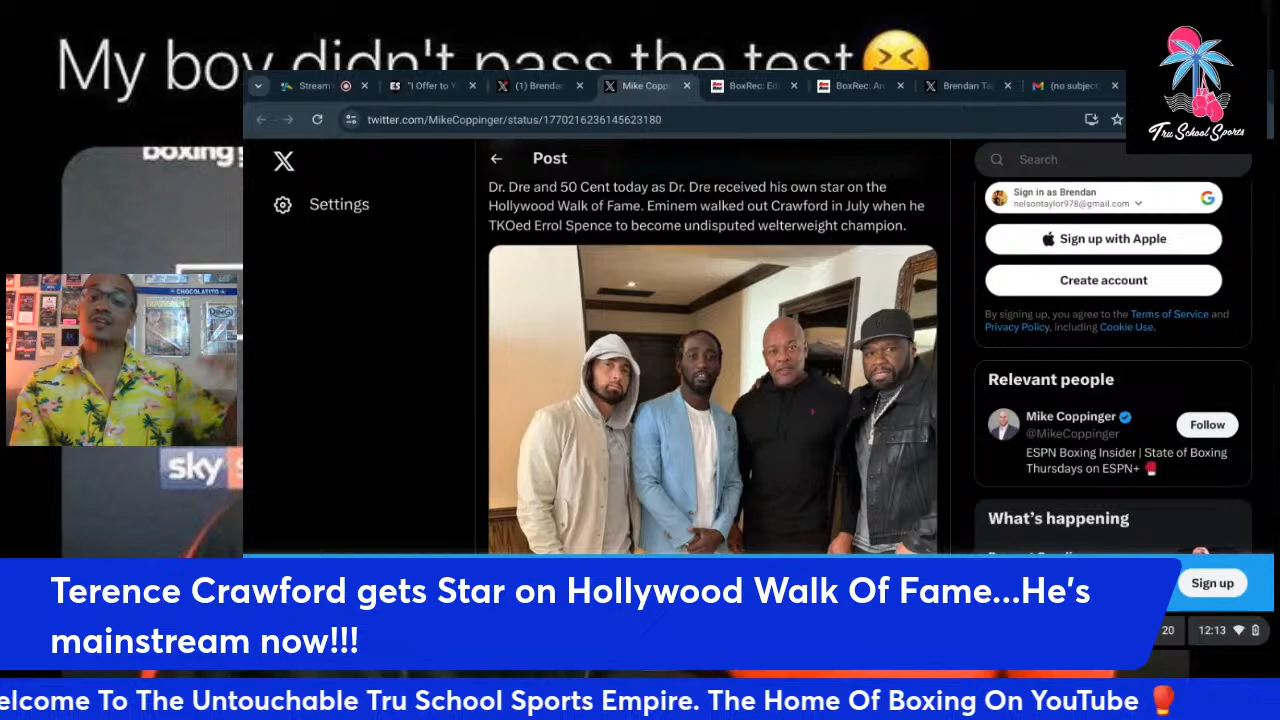 My boy didn't pass the test😆
Stream
"I Offer to Y
(1) Brenda
Mike Copp
BoxRec: Ed
BoxRec: An
Brendan Ta
(no subject
twitter.com/MikeCoppinger/status/1770216236145623180
Tru School Sports
boxing
Post
Search
Settings
Dr. Dre and 50 Cent today as Dr. Dre received his own star on the
Hollywood Walk of Fame. Eminem walked out Crawford in July when he
TKOed Errol Spence to become undisputed welterweight champion.
Sign in as Brendan
nelsontaylor978@gmail.com
Sign up with Apple
Create account
By signing up, you agree to the Terms of Service and
Privacy Policy, including Cookie Use.
Relevant people
Mike Coppinger
@MikeCoppinger
Follow
ESPN Boxing Insider | State of Boxing
Thursdays on ESPN+ 🥊
What's happening
CHOCOLATITO
RING
sky s
Sign up
20
12:13
Terence Crawford gets Star on Hollywood Walk Of Fame...He's
mainstream now!!!
elcome To The Untouchable Tru School Sports Empire. The Home Of Boxing On YouTube 🥊